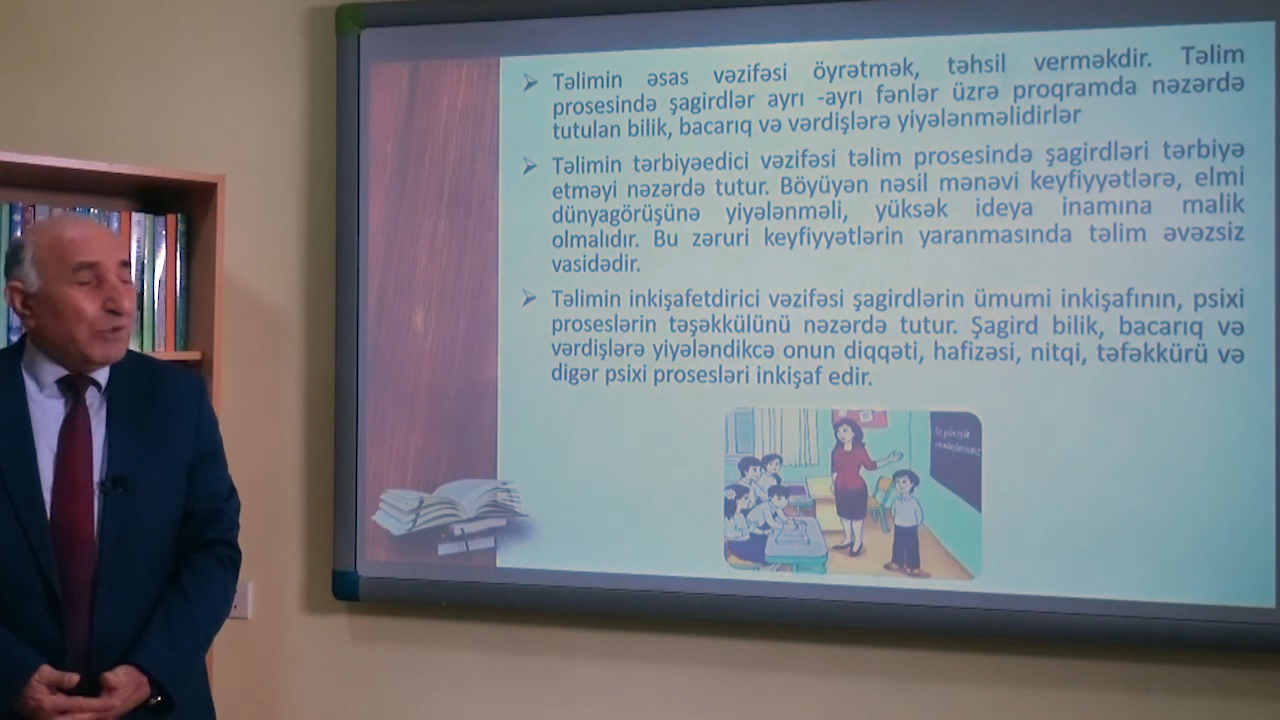 ➢ Təlimin əsas vəzifəsi öyrətmək, təhsil verməkdir. Təlim
prosesində şagirdlər ayrı -ayrı fənlər üzrə proqramda nəzərdə
tutulan bilik, bacarıq və vərdişlərə yiyələnməlidirlər
➢ Təlimin tərbiyəedici vəzifəsi təlim prosesində şagirdləri tərbiyə
etməyi nəzərdə tutur. Böyüyən nəsil mənəvi keyfiyyətlərə, elmi
dünyagörüşünə yiyələnməli, yüksək ideya inamına malik
olmalıdır. Bu zəruri keyfiyyətlərin yaranmasında təlim əvəzsiz
vasidədir.
➢ Təlimin inkişafetdirici vəzifəsi şagirdlərin ümumi inkişafının, psixi
proseslərin təşəkkülünü nəzərdə tutur. Şagird bilik, bacarıq və
vərdişlərə yiyələndikcə onun diqqəti, hafizəsi, nitqi, təfəkkürü və
digər psixi prosesləri inkişaf edir.